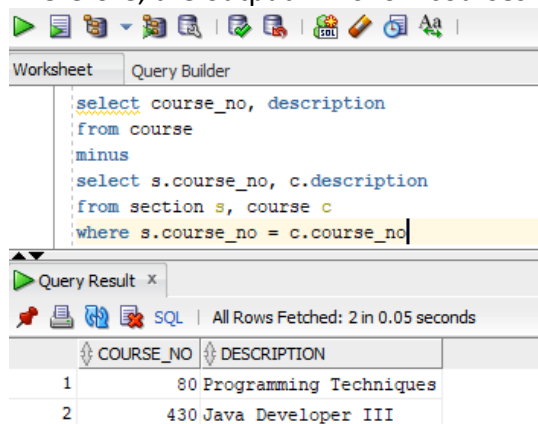 Worksheet Query Builder
select course_no, description
from course
minus
select s.course_no, c.description
from section s, course c
where s.course_no = c.course_no
Query Result x
SQL | All Rows Fetched: 2 in 0.05 seconds
COURSE_NO DESCRIPTION
1 80 Programming Techniques
2 430 Java Developer III